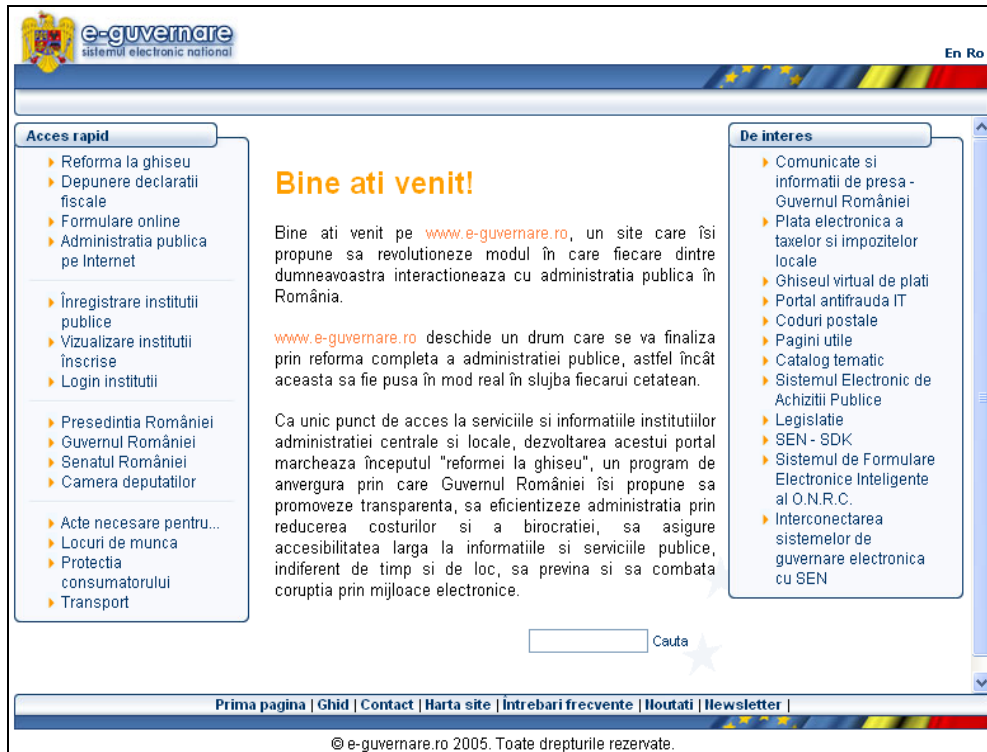 e-guvernare
sistemul electronic national
En Ro
Acces rapid
Reforma la ghiseu
Depunere declaratii
fiscale
Formulare online
Administratia publica
pe Internet
Înregistrare institutii
publice
Vizualizare institutii
înscrise
Login institutii
Presedintia României
Guvernul României
Senatul României
Camera deputatilor
Acte necesare pentru...
Locuri de munca
Protectia
consumatorului
Transport
Bine ati venit!
Bine ati venit pe www.e-guvernare.ro, un site care îsi
propune sa revolutioneze modul în care fiecare dintre
dumneavoastra interactioneaza cu administratia publica în
România.
www.e-guvernare.ro deschide un drum care se va finaliza
prin reforma completa a administratiei publice, astfel încât
aceasta sa fie pusa în mod real în slujba fiecarui cetatean.
Ca unic punct de acces la serviciile si informatiile institutiilor
administratiei centrale si locale, dezvoltarea acestui portal
marcheaza începutul "reformei la ghiseu", un program de
anvergura prin care Guvernul României îsi propune sa
promoveze transparenta, sa eficientizeze administratia prin
reducerea costurilor si a birocratiei, sa asigure
accesibilitatea larga la informatiile si serviciile publice,
indiferent de timp si de loc, sa previna si sa combata
coruptia prin mijloace electronice.
Cauta
De interes
Comunicate si
informatii de presa -
Guvernul României
Plata electronica a
taxelor si impozitelor
locale
Ghiseul virtual de plati
Portal antifrauda IT
Coduri postale
Pagini utile
Catalog tematic
Sistemul Electronic de
Achizitii Publice
Legislatie
SEN - SDK
Sistemul de Formulare
Electronice Inteligente
al O.N.R.C.
Interconectarea
sistemelor de
guvernare electronica
cu SEN
Prima pagina | Ghid | Contact | Harta site | Întrebari frecvente | Noutati | Newsletter |
© e-guvernare.ro 2005. Toate drepturile rezervate.